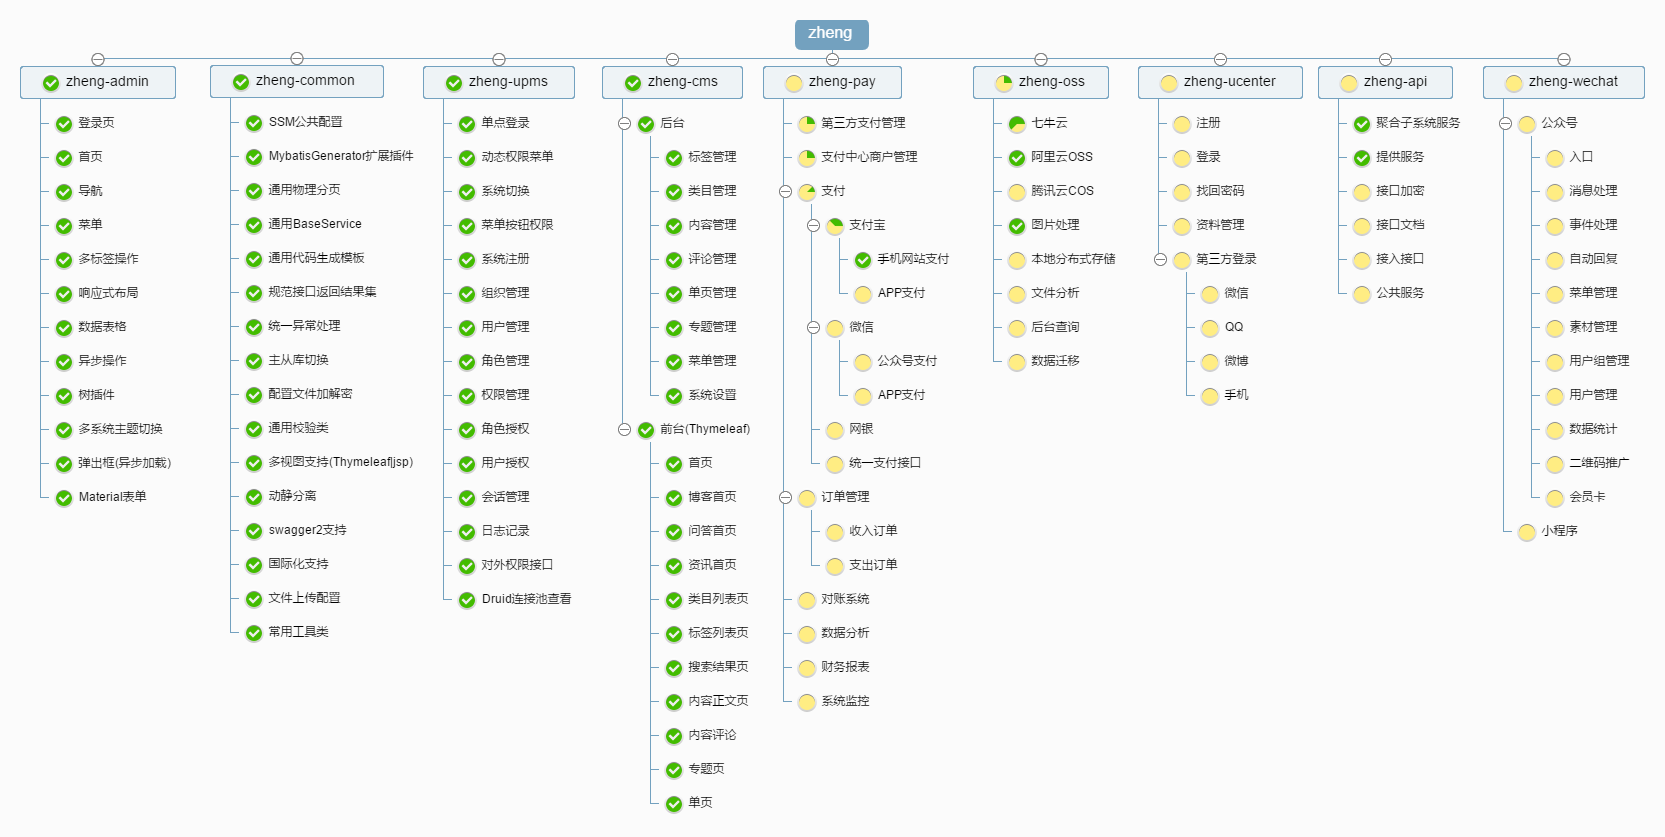 zheng
zheng-admin
登录页
首页
导航
菜单
多标签操作
响应式布局
数据表格
异步操作
树插件
多系统主题切换
弹出框(异步加载)
Material表单
zheng-common
SSM公共配置
MybatisGenerator扩展插件
通用物理分页
通用BaseService
通用代码生成模板
规范接口返回结果集
统一异常处理
主从库切换
配置文件加解密
通用校验类
多视图支持(Thymeleaf|jsp)
动静分离
swagger2支持
国际化支持
文件上传配置
常用工具类
zheng-upms
单点登录
动态权限菜单
系统切换
菜单按钮权限
系统注册
组织管理
用户管理
角色管理
权限管理
角色授权
用户授权
会话管理
日志记录
对外权限接口
Druid连接池查看
zheng-cms
后台
标签管理
类目管理
内容管理
评论管理
单页管理
专题管理
菜单管理
系统设置
前台(Thymeleaf)
首页
博客首页
问答首页
资讯首页
类目列表页
标签列表页
搜索结果页
内容正文页
内容评论
专题页
单页
zheng-pay
第三方支付管理
支付中心商户管理
支付
支付宝
手机网站支付
APP支付
微信
公众号支付
APP支付
网银
统一支付接口
订单管理
收入订单
支出订单
对账系统
数据分析
财务报表
系统监控
zheng-oss
七牛云
阿里云OSS
腾讯云COS
图片处理
本地分布式存储
文件分析
后台查询
数据迁移
zheng-ucenter
注册
登录
找回密码
资料管理
第三方登录
微信
QQ
微博
手机
zheng-api
聚合子系统服务
提供服务
接口加密
接口文档
接入接口
公共服务
zheng-wechat
公众号
入口
消息处理
事件处理
自动回复
菜单管理
素材管理
用户组管理
用户管理
数据统计
二维码推广
会员卡
小程序